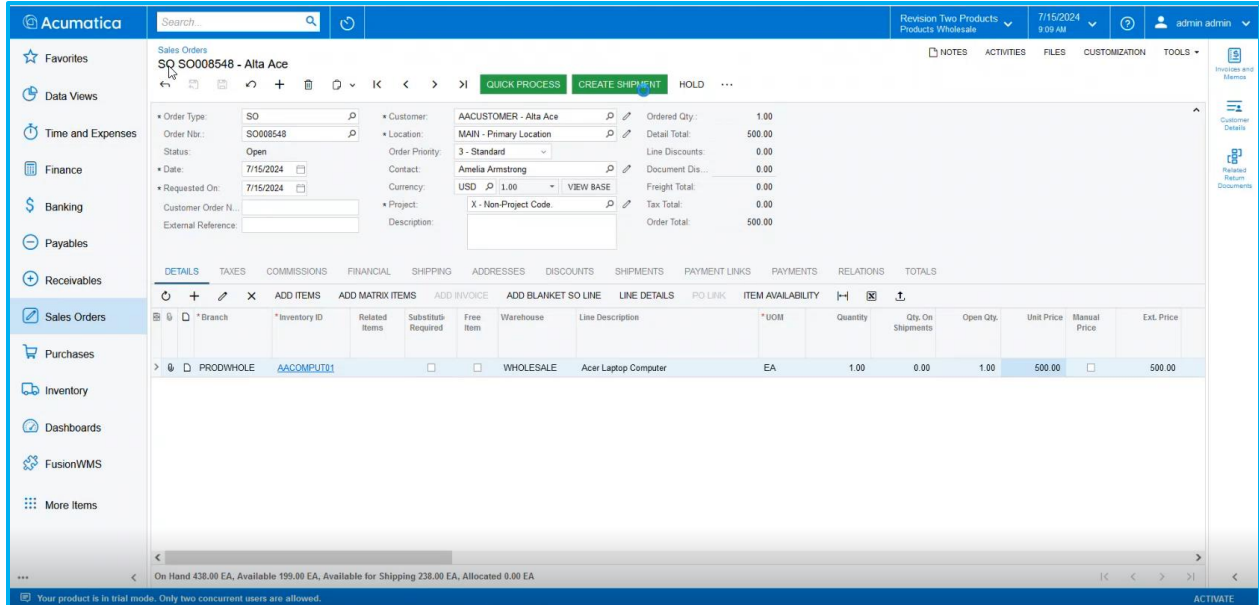 Acumatica
Search...
Revision Two Products
Products Wholesale
7/15/2024
9:09 AM
admin admin
Favorites
Data Views
Time and Expenses
Finance
Banking
Payables
Receivables
Sales Orders
Purchases
Inventory
Dashboards
FusionWMS
More Items
Sales Orders
SO SO008548 - Alta Ace
NOTES ACTIVITIES FILES CUSTOMIZATION TOOLS
QUICK PROCESS CREATE SHIPMENT HOLD ...
Order Type: SO
Order Nbr.: SO008548
Status: Open
* Date: 7/15/2024
* Requested On: 7/15/2024
Customer Order N...
External Reference:
* Customer: AACUSTOMER - Alta Ace
* Location: MAIN - Primary Location
Order Priority: 3 - Standard
Contact: Amelia Armstrong
Currency: USD 1.00 VIEW BASE
* Project: X - Non-Project Code.
Description:
Ordered Qty.: 1.00
Detail Total: 500.00
Line Discounts: 0.00
Document Dis... 0.00
Freight Total: 0.00
Tax Total: 0.00
Order Total: 500.00
Invoices and
Memos
Customer
Details
Related
Return
Documents
DETAILS TAXES COMMISSIONS FINANCIAL SHIPPING ADDRESSES DISCOUNTS SHIPMENTS PAYMENT LINKS PAYMENTS RELATIONS TOTALS
ADD ITEMS ADD MATRIX ITEMS ADD INVOICE ADD BLANKET SO LINE LINE DETAILS PO LINK ITEM AVAILABILITY
* Branch * Inventory ID Related Substituti Free Warehouse Line Description * UOM Quantity Qty. On Open Qty. Unit Price Manual Ext. Price
Items Required Item Shipments Price
PRODWHOLE AACOMPUT01 WHOLESALE Acer Laptop Computer EA 1.00 0.00 1.00 500.00 500.00
On Hand 438.00 EA, Available 199.00 EA, Available for Shipping 238.00 EA, Allocated 0.00 EA
Your product is in trial mode. Only two concurrent users are allowed.
ACTIVATE